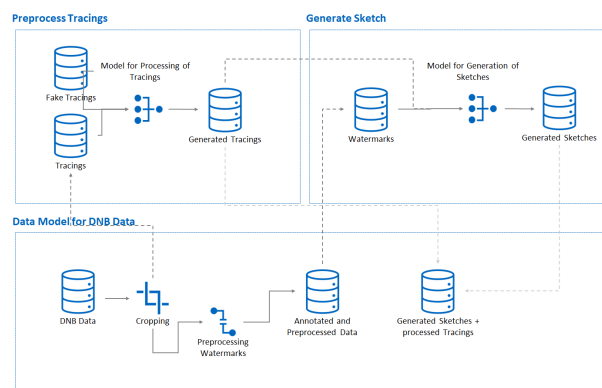 Preprocess Tracings
Generate Sketch
Model for Processing of
Tracings
Fake Tracings
Tracings
Generated Tracings
Model for Generation of
Sketches
Watermarks
Generated Sketches
Data Model for DNB Data
DNB Data
Cropping
Preprocessing
Watermarks
Annotated and
Preprocessed Data
Generated Sketches +
processed Tracings